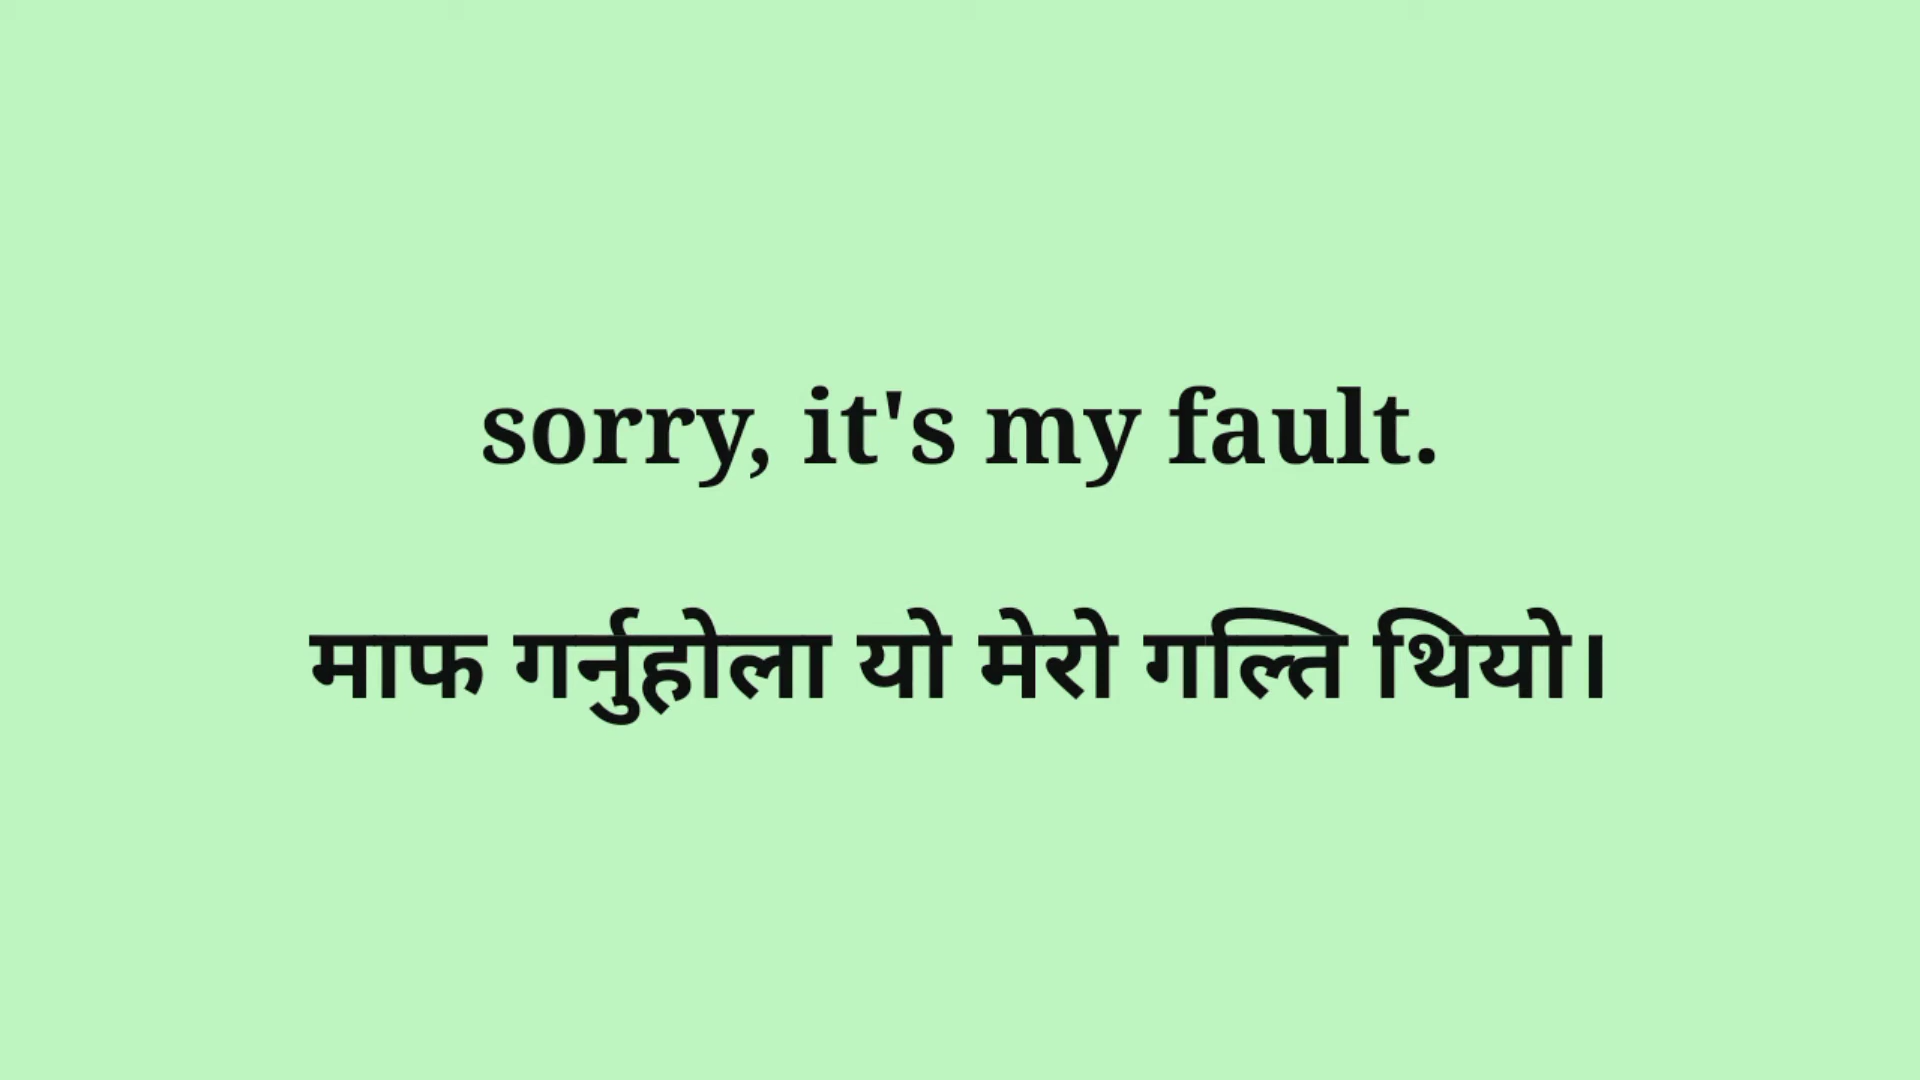 sorry, it's my fault.
माफ गर्नुहोला यो मेरो गल्ति थियो।